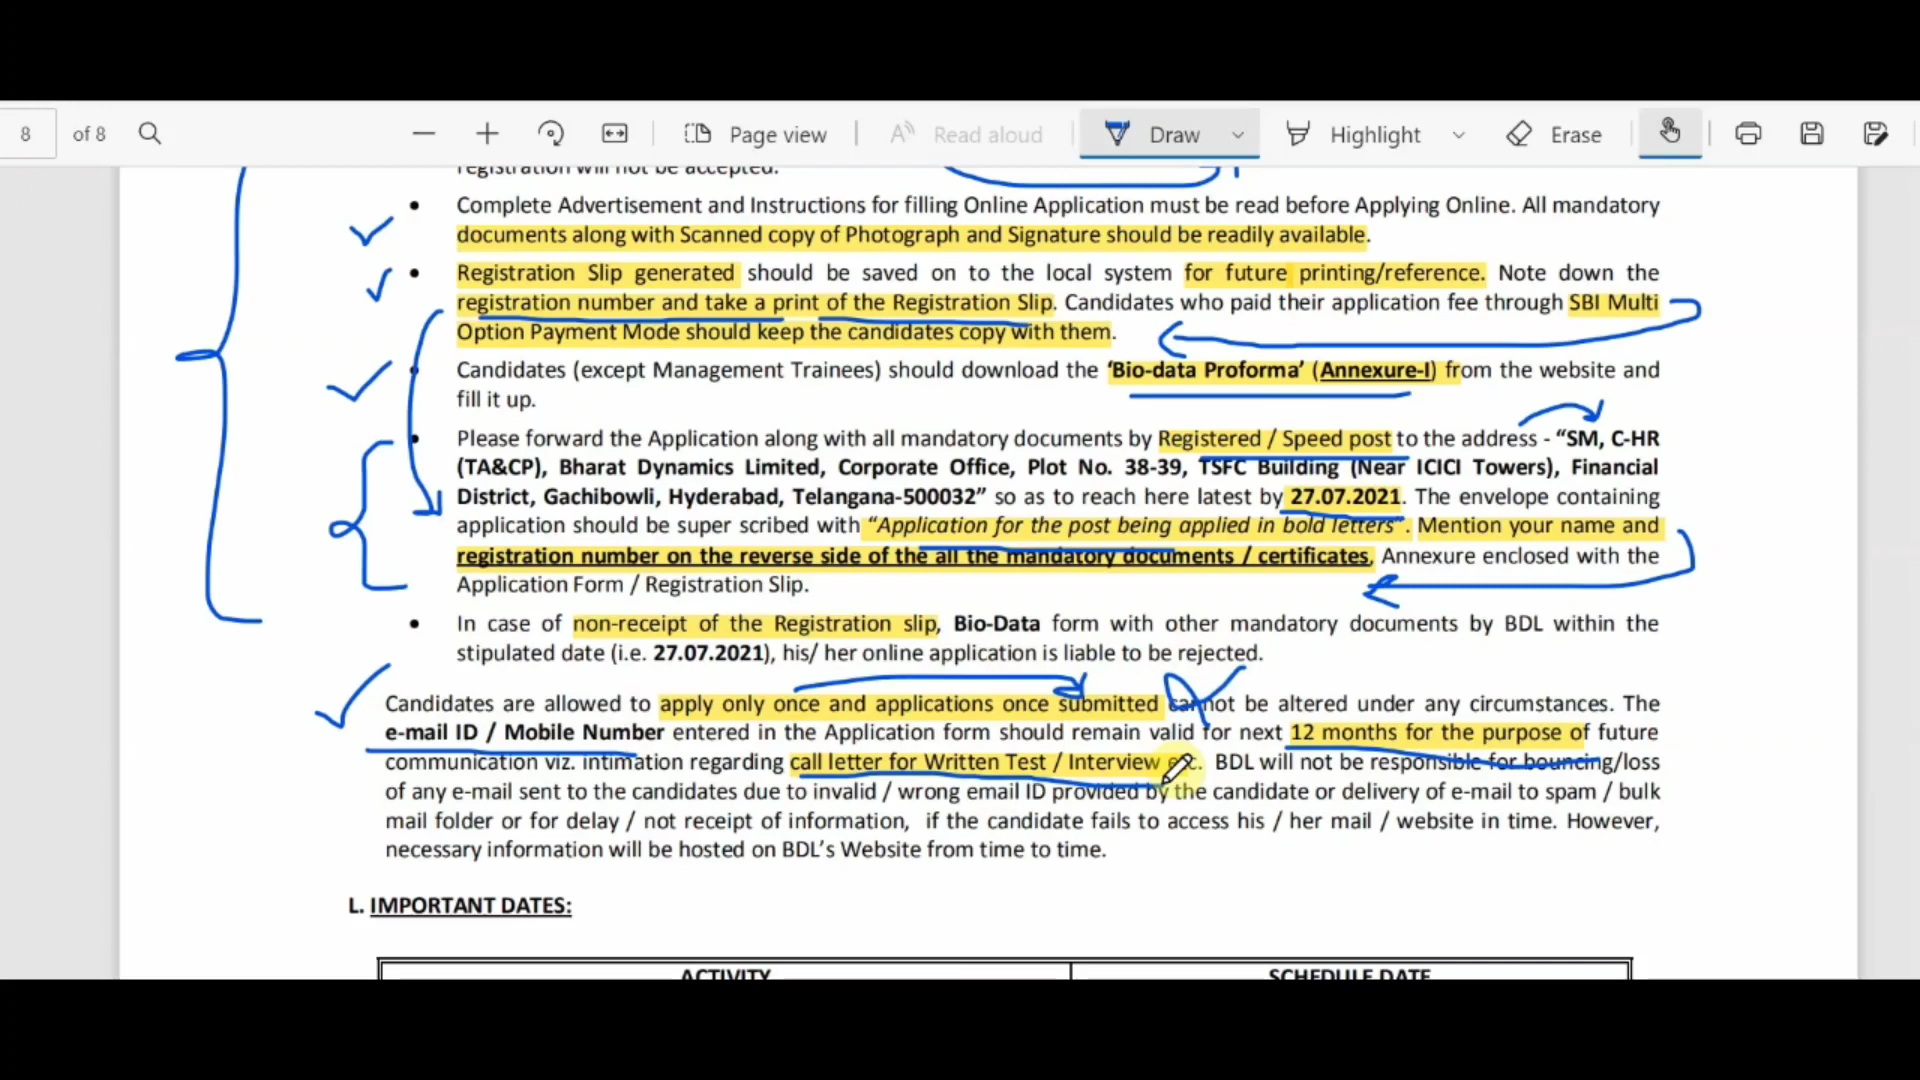 8 of 8 Page view Read aloud Draw Highlight Erase
registration will not be accepted.
• Complete Advertisement and Instructions for filling Online Application must be read before Applying Online. All mandatory
documents along with Scanned copy of Photograph and Signature should be readily available.
• Registration Slip generated should be saved on to the local system for future printing/reference. Note down the
registration number and take a print of the Registration Slip. Candidates who paid their application fee through SBI Multi
Option Payment Mode should keep the candidates copy with them.
• Candidates (except Management Trainees) should download the ‘Bio-data Proforma’ (Annexure-I) from the website and
fill it up.
• Please forward the Application along with all mandatory documents by Registered / Speed post to the address - “SM, C-HR
(TA&CP), Bharat Dynamics Limited, Corporate Office, Plot No. 38-39, TSFC Building (Near ICICI Towers), Financial
District, Gachibowli, Hyderabad, Telangana-500032” so as to reach here latest by 27.07.2021. The envelope containing
application should be super scribed with “Application for the post being applied in bold letters”. Mention your name and
registration number on the reverse side of the all the mandatory documents / certificates, Annexure enclosed with the
Application Form / Registration Slip.
• In case of non-receipt of the Registration slip, Bio-Data form with other mandatory documents by BDL within the
stipulated date (i.e. 27.07.2021), his/ her online application is liable to be rejected.
Candidates are allowed to apply only once and applications once submitted cannot be altered under any circumstances. The
e-mail ID / Mobile Number entered in the Application form should remain valid for next 12 months for the purpose of future
communication viz. intimation regarding call letter for Written Test / Interview etc. BDL will not be responsible for bouncing/loss
of any e-mail sent to the candidates due to invalid / wrong email ID provided by the candidate or delivery of e-mail to spam / bulk
mail folder or for delay / not receipt of information, if the candidate fails to access his / her mail / website in time. However,
necessary information will be hosted on BDL’s Website from time to time.
L. IMPORTANT DATES:
ACTIVITY SCHEDULE DATE